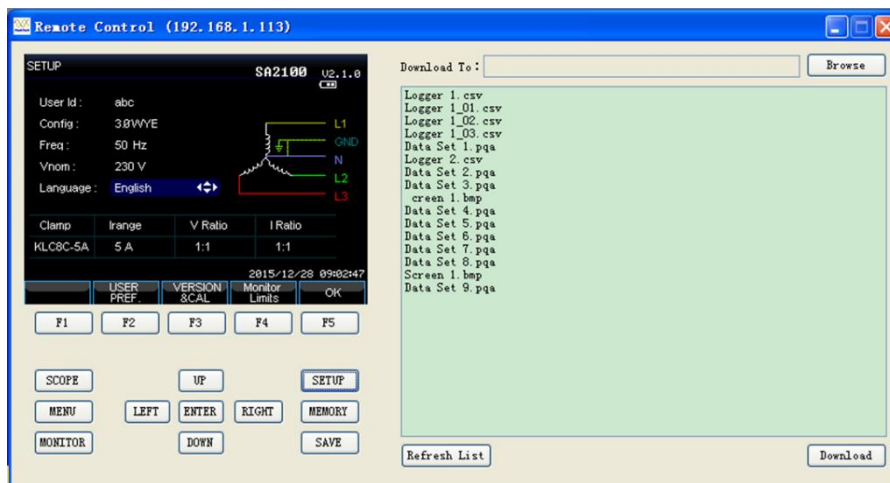 Remote Control (192.168.1.113)
SETUP
SA2100 V2.1.0
User Id : abc
Config : 3ØWYE
Freq : 50 Hz
Vnom : 230 V
Language : English
L1
GND
N
L2
L3
Clamp Irange V Ratio I Ratio
KLC8C-5A 5 A 1:1 1:1
2015/12/28 09:02:47
USER PREF. VERSION &CAL Monitor Limits OK
F1 F2 F3 F4 F5
SCOPE UP SETUP
MENU LEFT ENTER RIGHT MEMORY
MONITOR DOWN SAVE
Download To: Browse
Logger 1.csv
Logger 1_01.csv
Logger 1_02.csv
Logger 1_03.csv
Data Set 1.pqa
Logger 2.csv
Data Set 2.pqa
Data Set 3.pqa
creen 1.bmp
Data Set 4.pqa
Data Set 5.pqa
Data Set 6.pqa
Data Set 7.pqa
Data Set 8.pqa
Screen 1.bmp
Data Set 9.pqa
Refresh List Download